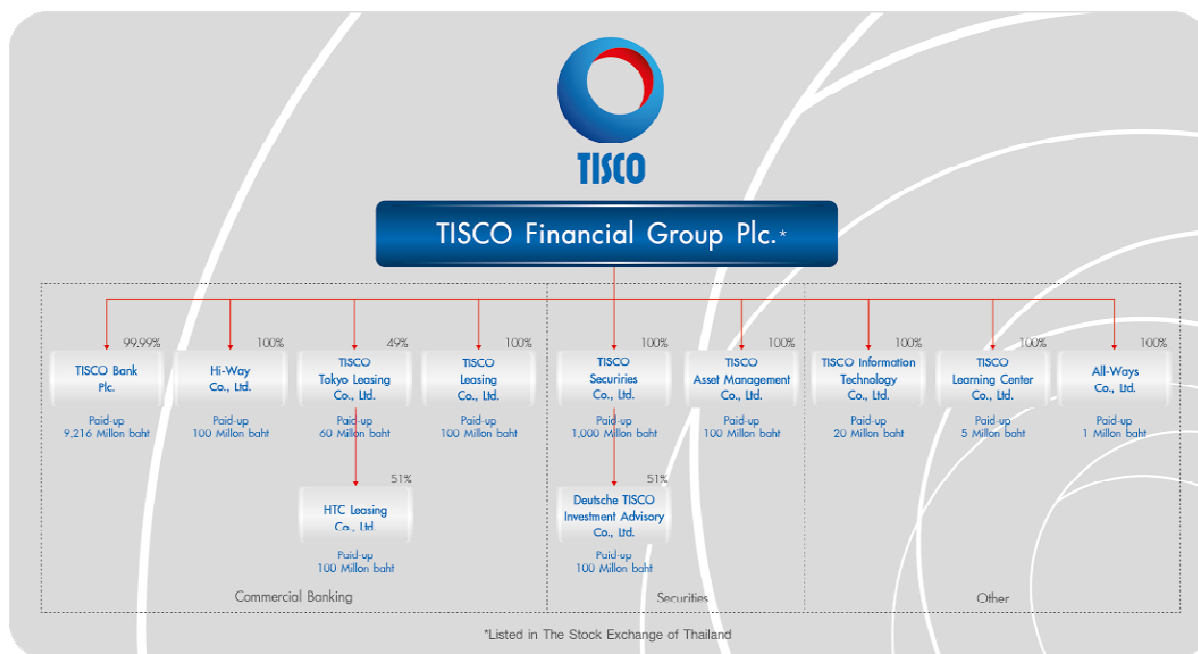 TISCO
TISCO Financial Group Plc.*
99.99%
TISCO Bank
Plc.
Paid-up
9,216 Millon baht
100%
Hi-Way
Co., Ltd.
Paid-up
100 Millon baht
49%
TISCO
Tokyo Leasing
Co., Ltd.
Paid-up
60 Millon baht
51%
HTC Leasing
Co., Ltd.
Paid-up
100 Millon baht
100%
TISCO
Leasing
Co., Ltd.
Paid-up
100 Millon baht
Commercial Banking
100%
TISCO
Securiries
Co., Ltd.
Paid-up
1,000 Millon baht
51%
Deutsche TISCO
Investment Advisory
Co., Ltd.
Paid-up
100 Millon baht
100%
TISCO
Asset Management
Co., Ltd.
Paid-up
100 Millon baht
Securities
100%
TISCO Information
Technology
Co., Ltd.
Paid-up
20 Millon baht
100%
TISCO
Learning Center
Co., Ltd.
Paid-up
5 Millon baht
100%
All-Ways
Co., Ltd.
Paid-up
1 Millon baht
Other
*Listed in The Stock Exchange of Thailand